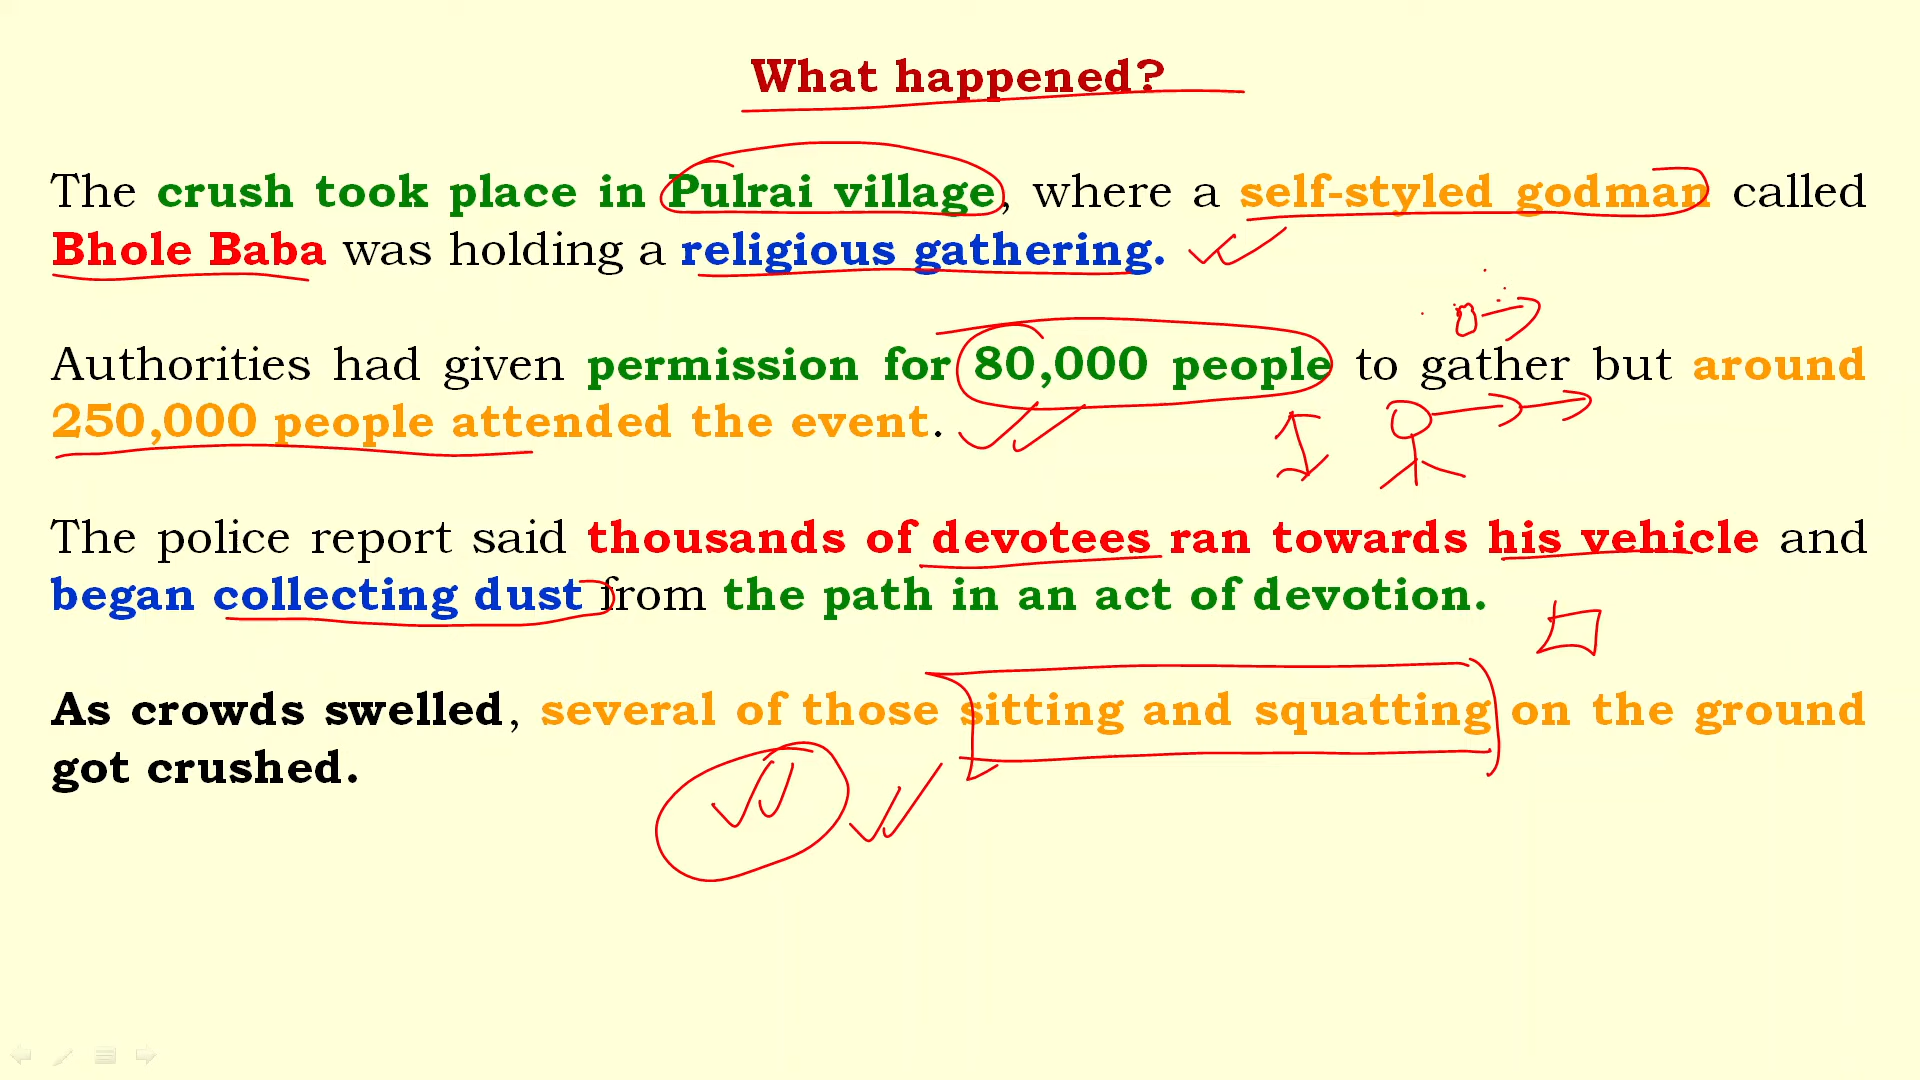 What happened?
The crush took place in Pulrai village, where a self-styled godman called
Bhole Baba was holding a religious gathering.
Authorities had given permission for 80,000 people to gather but around
250,000 people attended the event.
The police report said thousands of devotees ran towards his vehicle and
began collecting dust from the path in an act of devotion.
As crowds swelled, several of those sitting and squatting on the ground
got crushed.